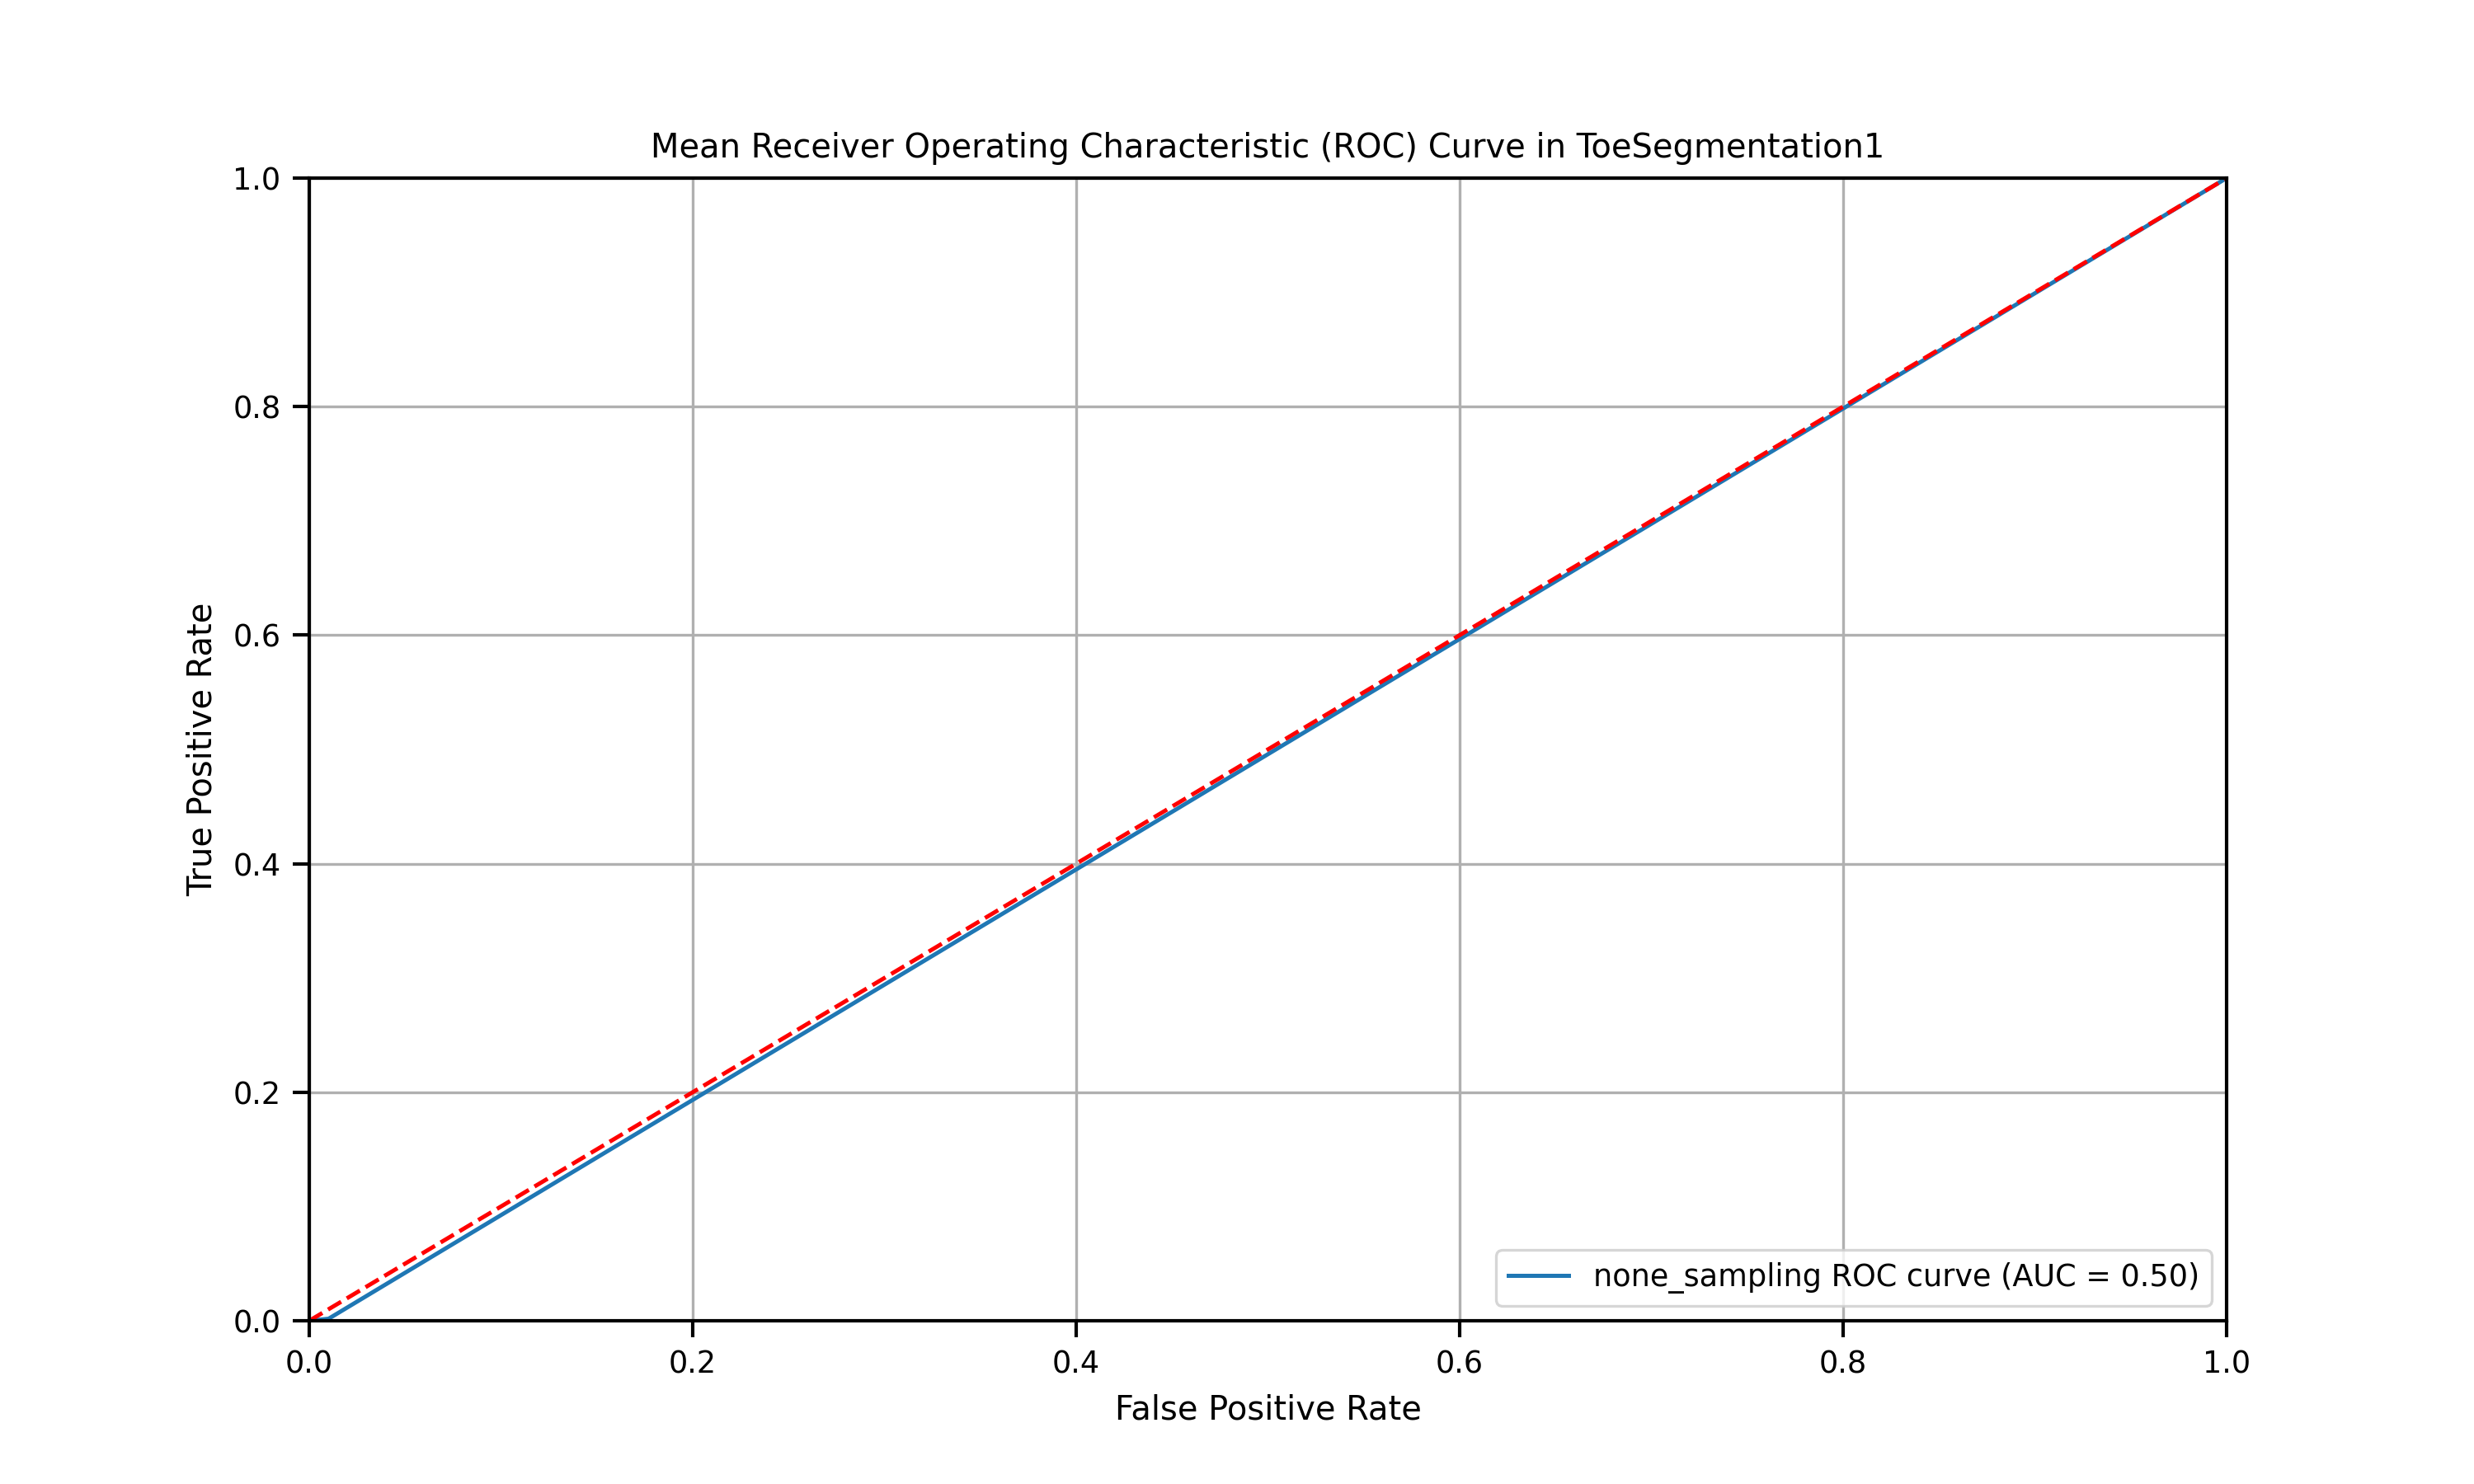 Mean Receiver Operating Characteristic (ROC) Curve in ToeSegmentation1
1.0
0.8
0.6
0.4
0.2
0.0
True Positive Rate
none_sampling ROC curve (AUC = 0.50)
0.0 0.2 0.4 0.6 0.8 1.0
False Positive Rate